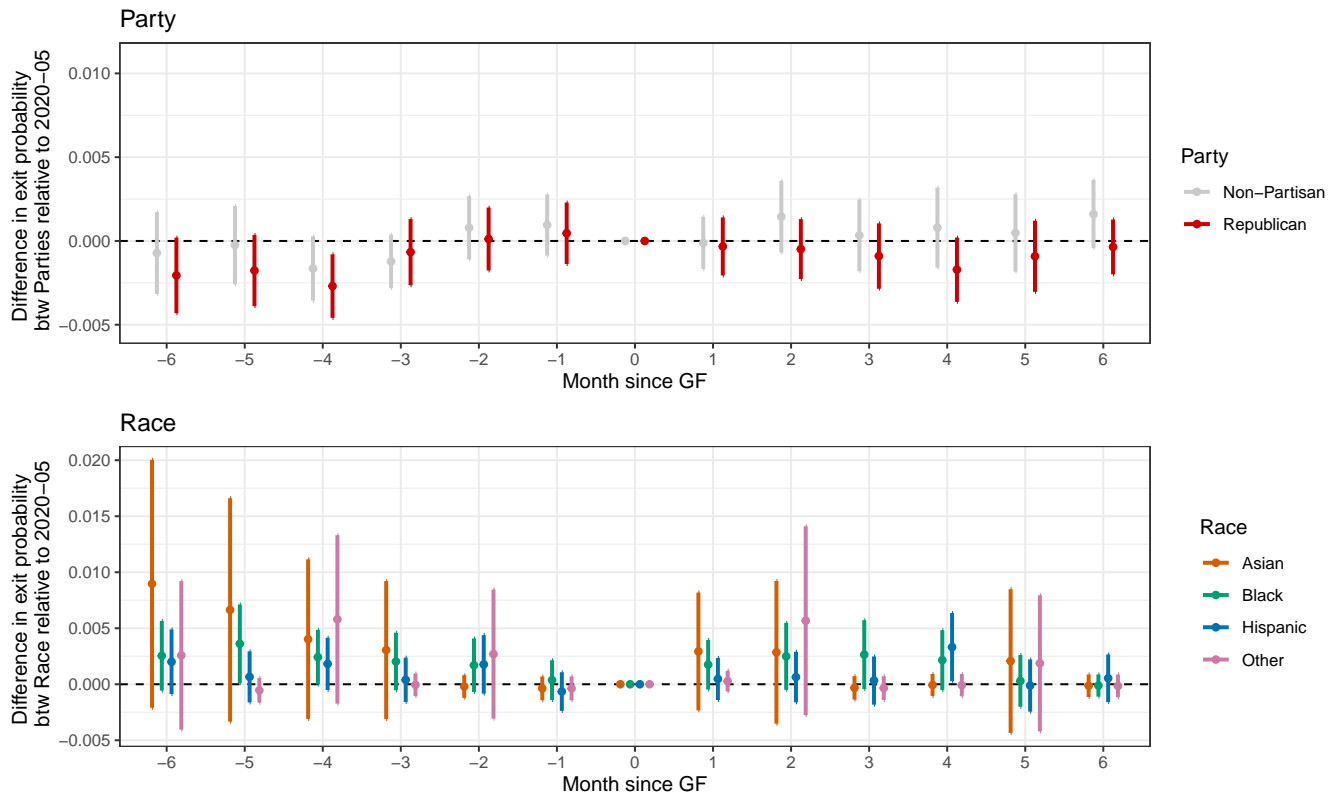 Party
Difference in exit probability
btw Parties relative to 2020−05
0.010
0.005
0.000
−0.005
−6 −5 −4 −3 −2 −1 0 1 2 3 4 5 6
Month since GF
Party
Non−Partisan
Republican
Race
Difference in exit probability
btw Race relative to 2020−05
0.020
0.015
0.010
0.005
0.000
−0.005
−6 −5 −4 −3 −2 −1 0 1 2 3 4 5 6
Month since GF
Race
Asian
Black
Hispanic
Other